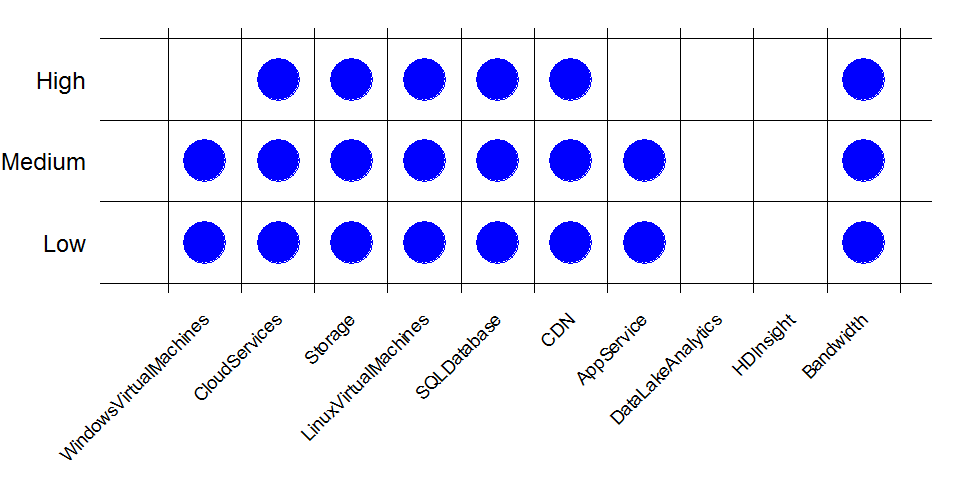 High
Medium
Low
WindowsVirtualMachines
CloudServices
Storage
LinuxVirtualMachines
SQLDatabase
CDN
AppService
DataLakeAnalytics
HDInsight
Bandwidth